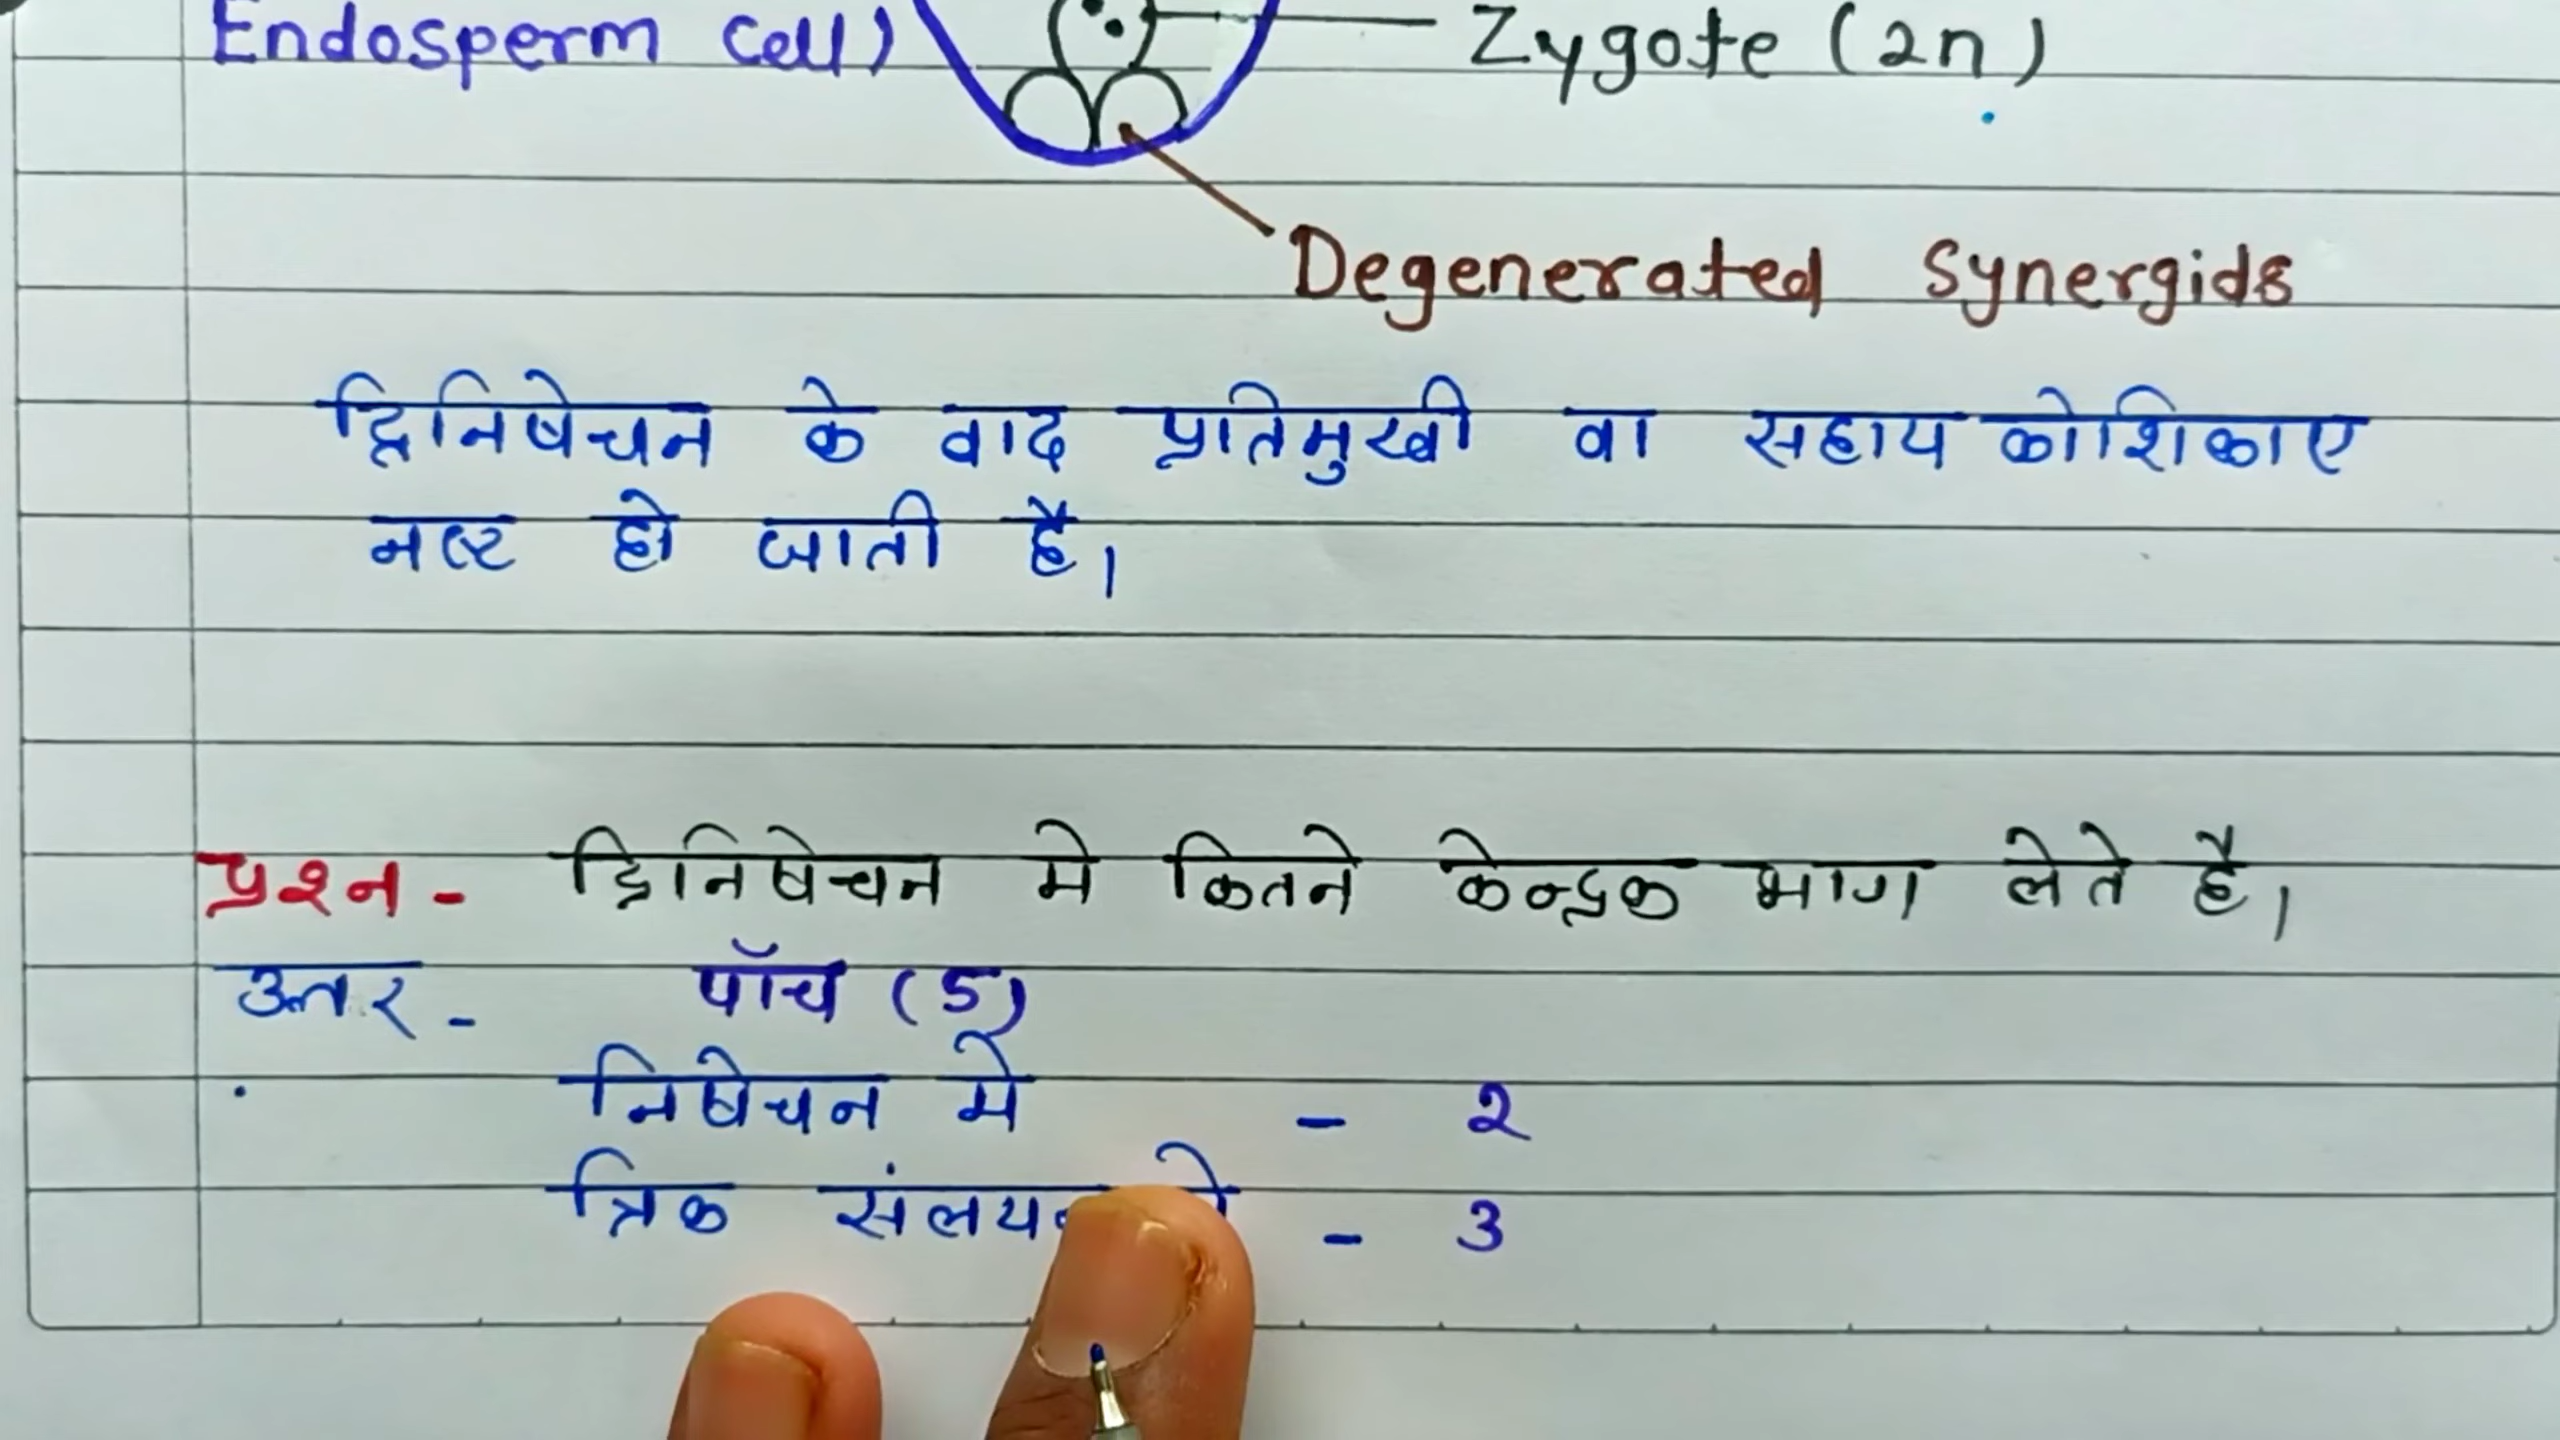 Endosperm Cell)
Zygote (2n)
Degenerated Synergids
द्विनिषेचन के वाद प्रतिमुखी वा सहाय कोशिकाए
नष्ट हो जाती है।
प्रश्न - द्विनिषेचन मे कितने केन्द्रक भाग लेते है।
उत्तर - पॉच (5)
निषेचन मे - 2
त्रिक संलयन - 3